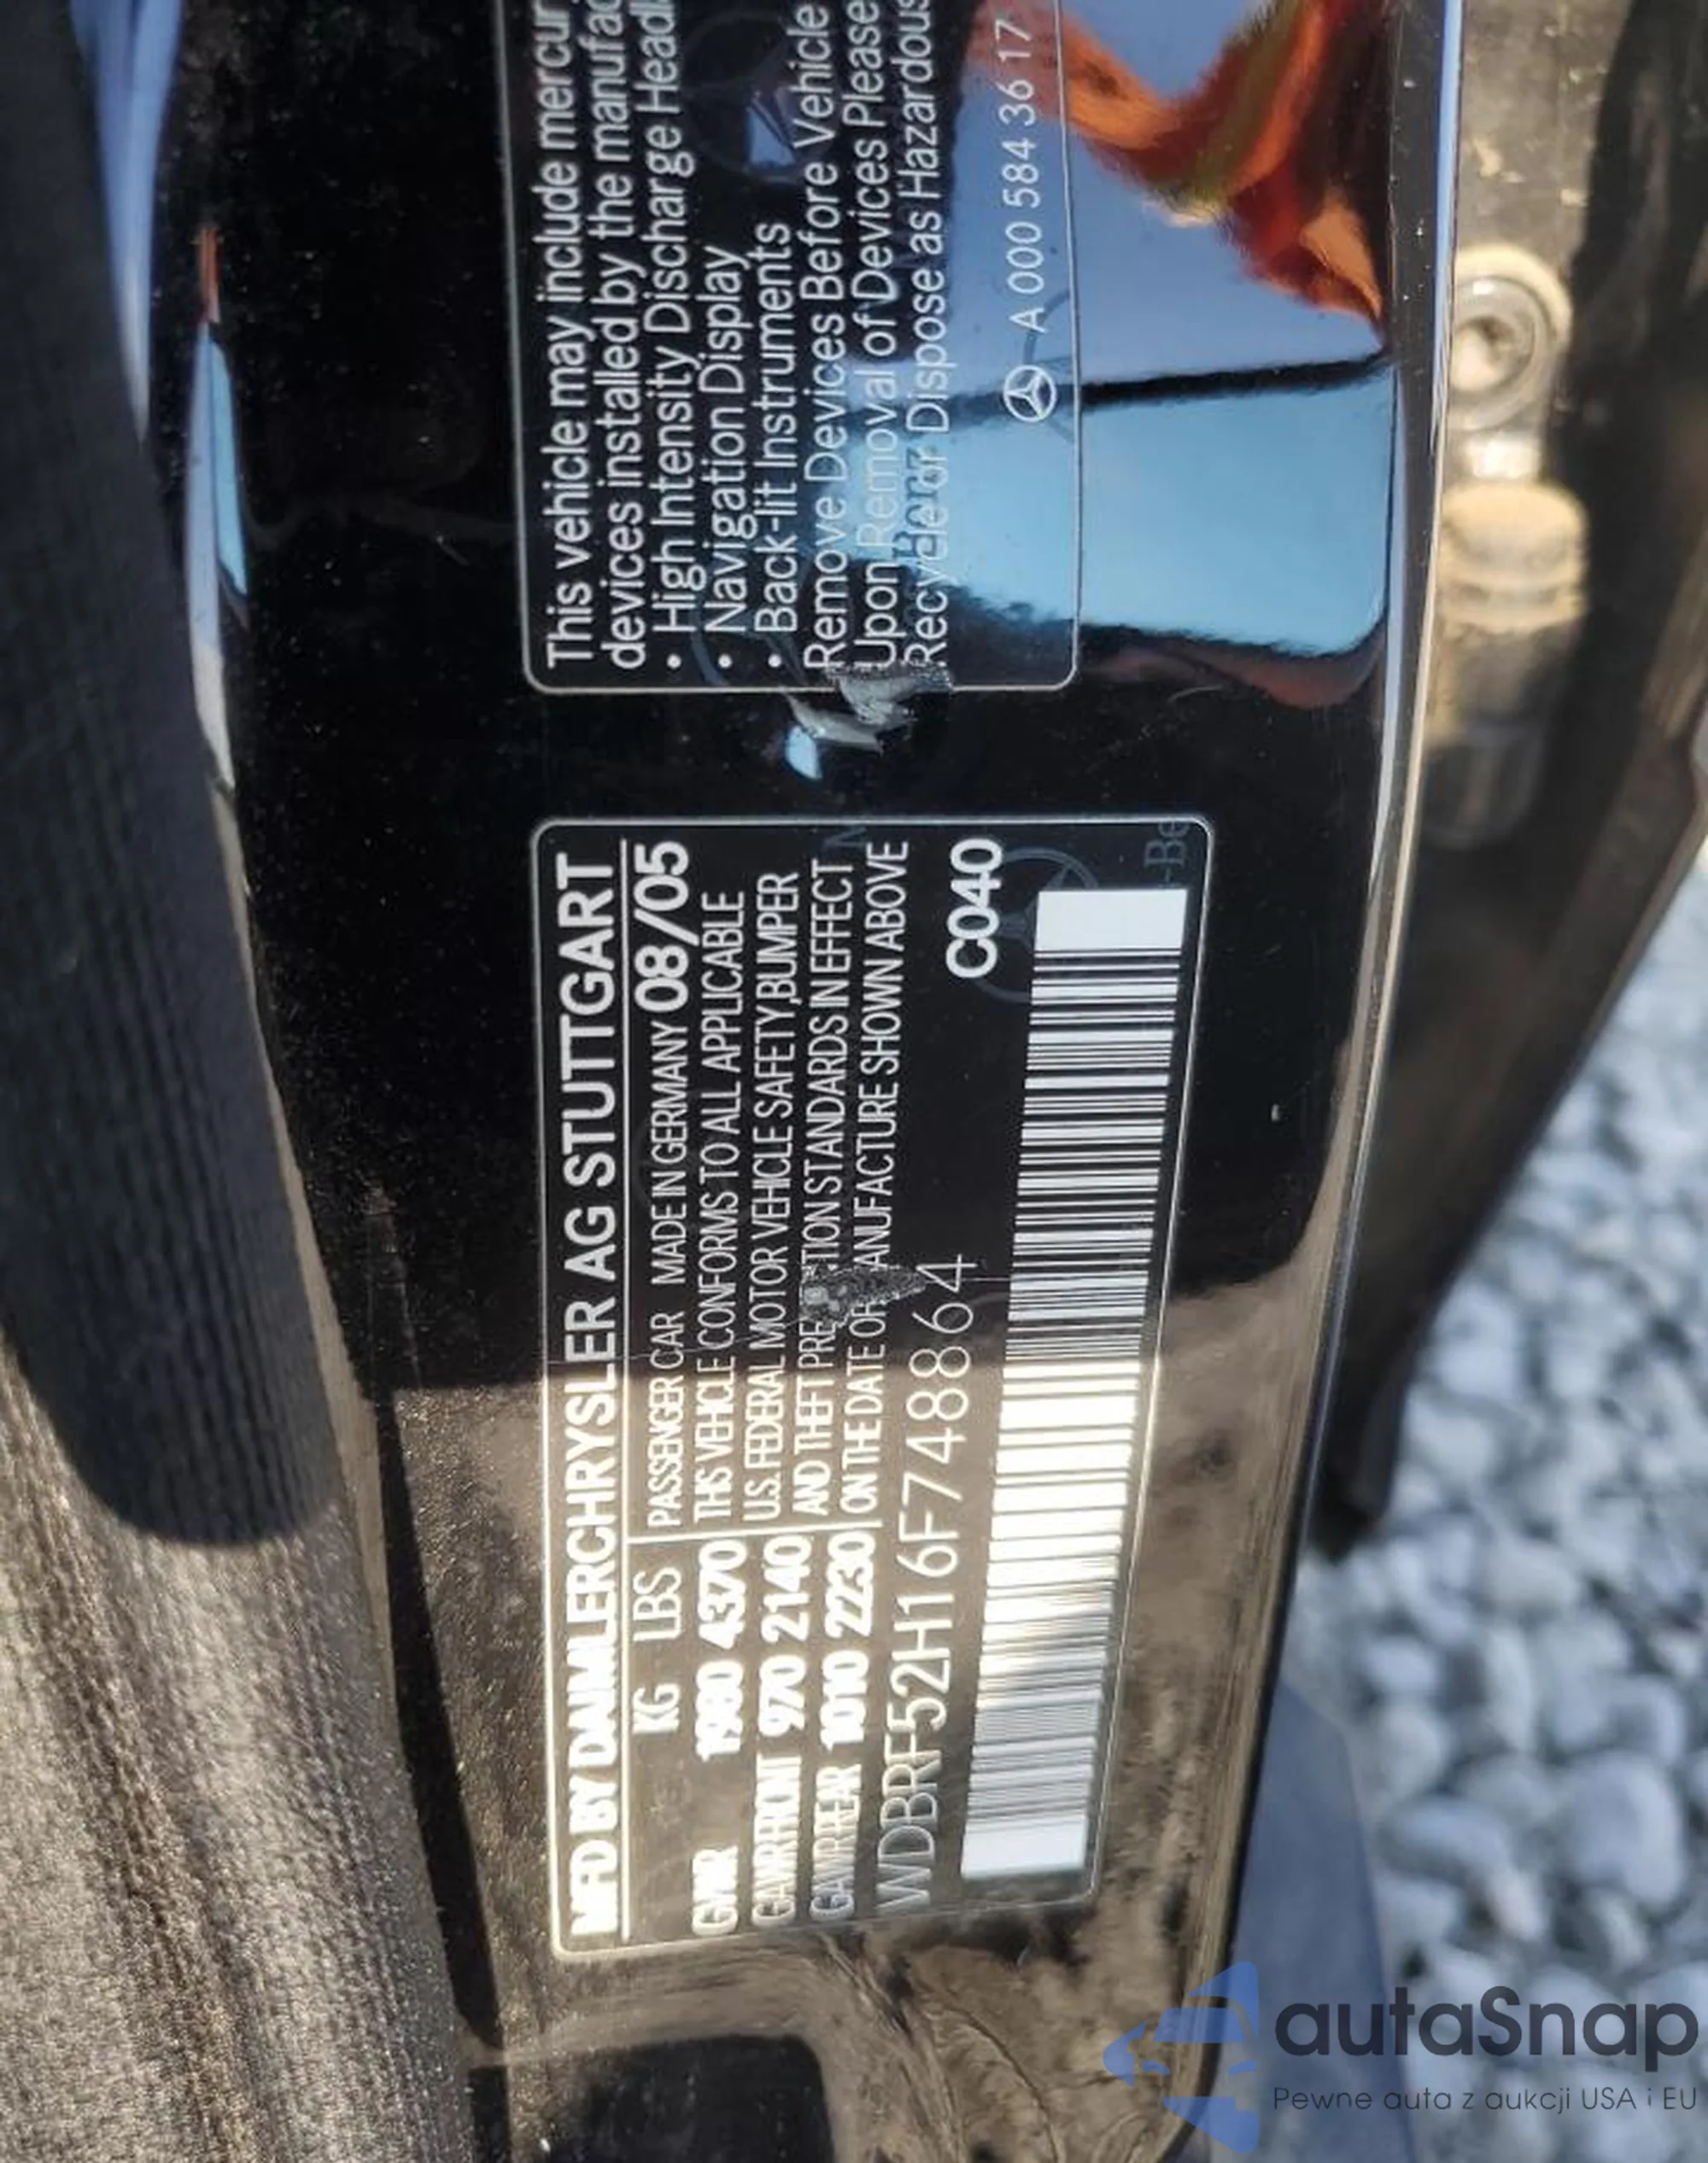 This vehicle may include mercur
devices installed by the manufac
• High Intensity Discharge Headl
• Navigation Display
• Back-lit Instruments
Remove Devices Before Vehicle
Upon Removal of Devices Please
Recycle or Dispose as Hazardous
A 000 584 36 17
MFD BY DAIMLERCHRYSLER AG STUTTGART
KG LBS PASSENGER CAR MADE IN GERMANY 08/05
GVWR 1980 4370 THIS VEHICLE CONFORMS TO ALL APPLICABLE
U.S. FEDERAL MOTOR VEHICLE SAFETY,BUMPER
GAWR FRONT 970 2140 AND THEFT PRE TION STANDARDS IN EFFECT
GAWR REAR 1010 2230 ON THE DATE OF ANUFACTURE SHOWN ABOVE
WDBRF52H16F748864 C040
autaSnap
Pewne auta z aukcji USA i EU